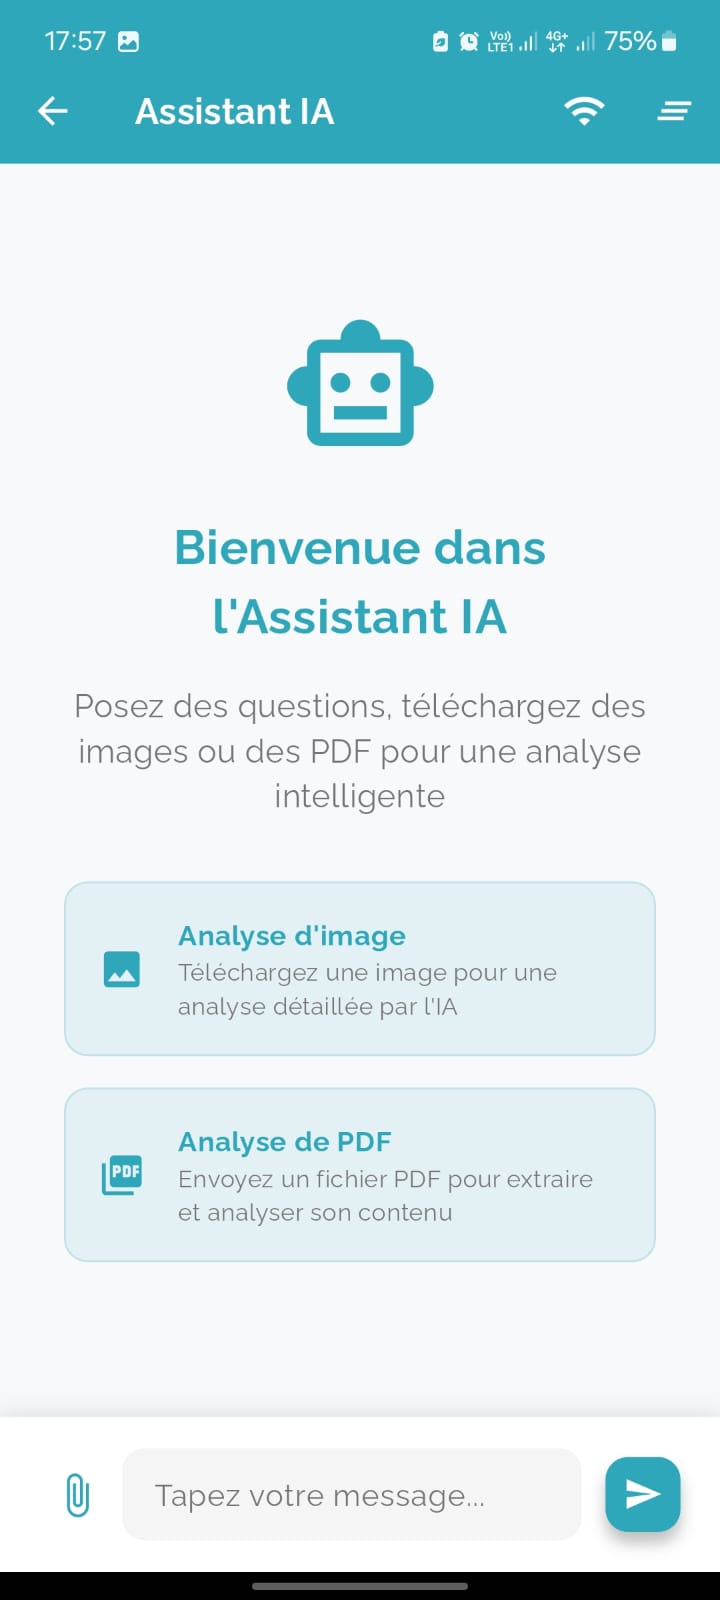 17:57
Vo)) 4G+ 75%
LTE1
Assistant IA
Bienvenue dans
l'Assistant IA
Posez des questions, téléchargez des
images ou des PDF pour une analyse
intelligente
Analyse d'image
Téléchargez une image pour une
analyse détaillée par l'IA
Analyse de PDF
PDF
Envoyez un fichier PDF pour extraire
et analyser son contenu
Tapez votre message...